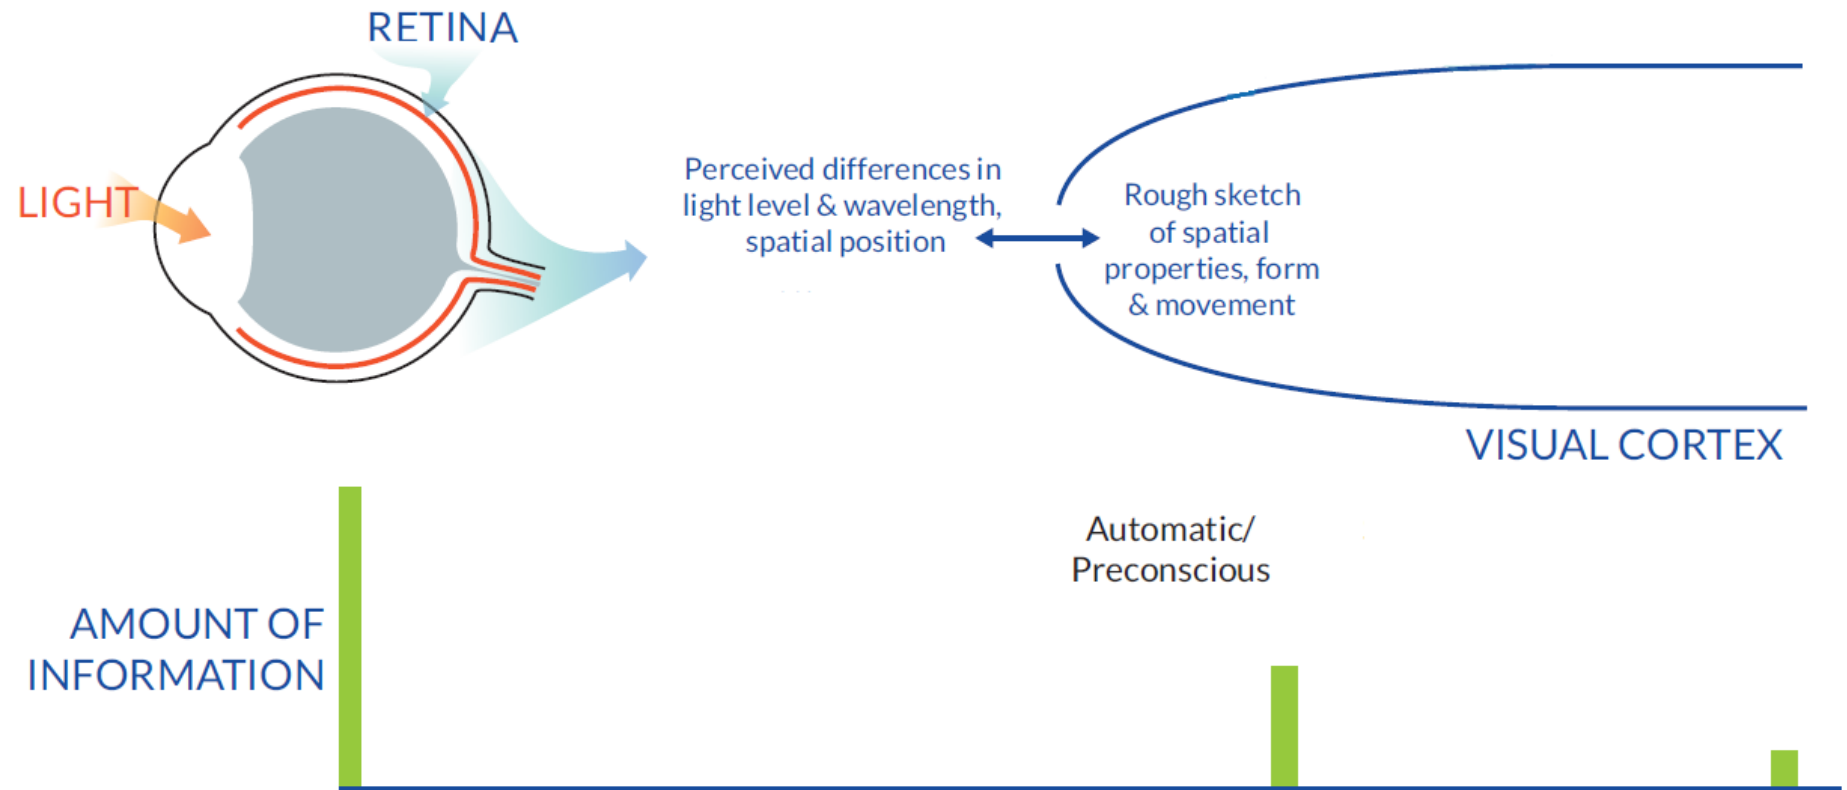 RETINA
LIGHT
Perceived differences in
light level & wavelength,
spatial position
Rough sketch
of spatial
properties, form
& movement
VISUAL CORTEX
Automatic/
Preconscious
AMOUNT OF
INFORMATION